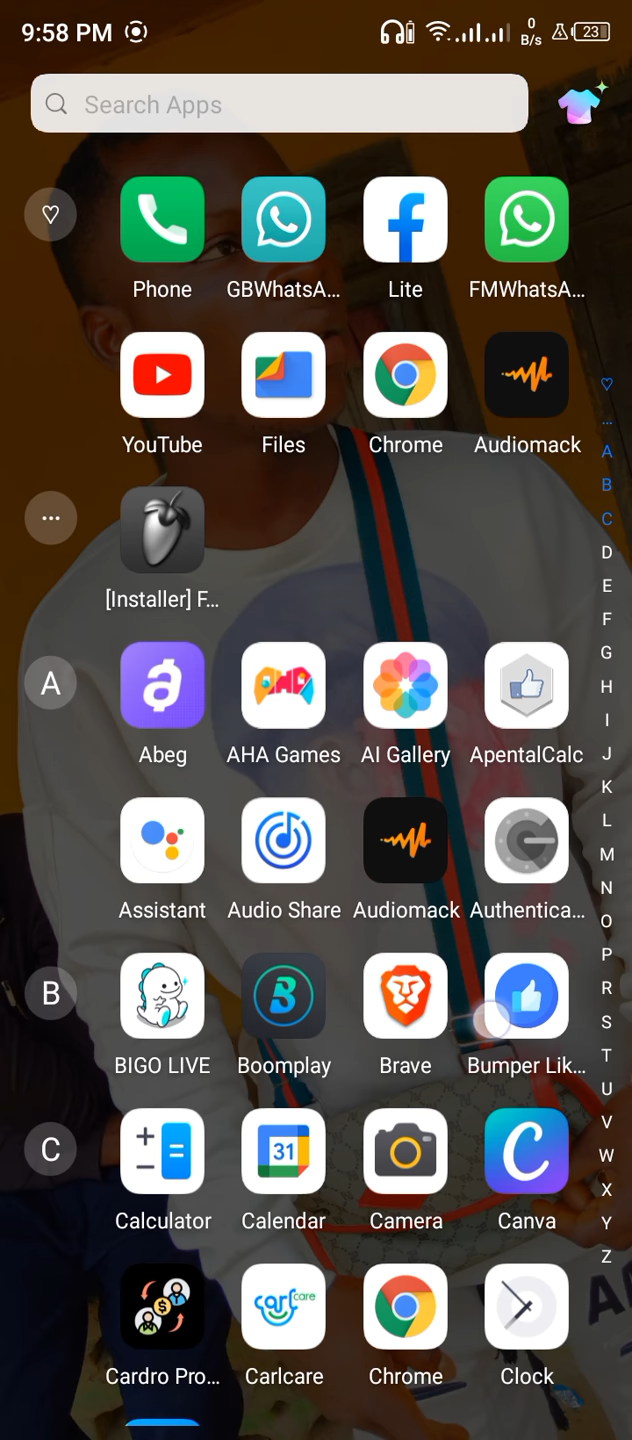 9:58 PM 0 B/s 23
Search Apps
Phone GBWhatsA... Lite FMWhatsA...
YouTube Files Chrome Audiomack
[Installer] F...
A
Abeg AHA Games AI Gallery ApentalCalc
Assistant Audio Share Audiomack Authentica...
B
BIGO LIVE Boomplay Brave Bumper Lik...
C
31
Calculator Calendar Camera Canva
carlcare
Cardro Pro... Carlcare Chrome Clock
...
A
B
C
D
E
F
G
H
I
J
K
L
M
N
O
P
R
S
T
U
V
W
X
Y
Z